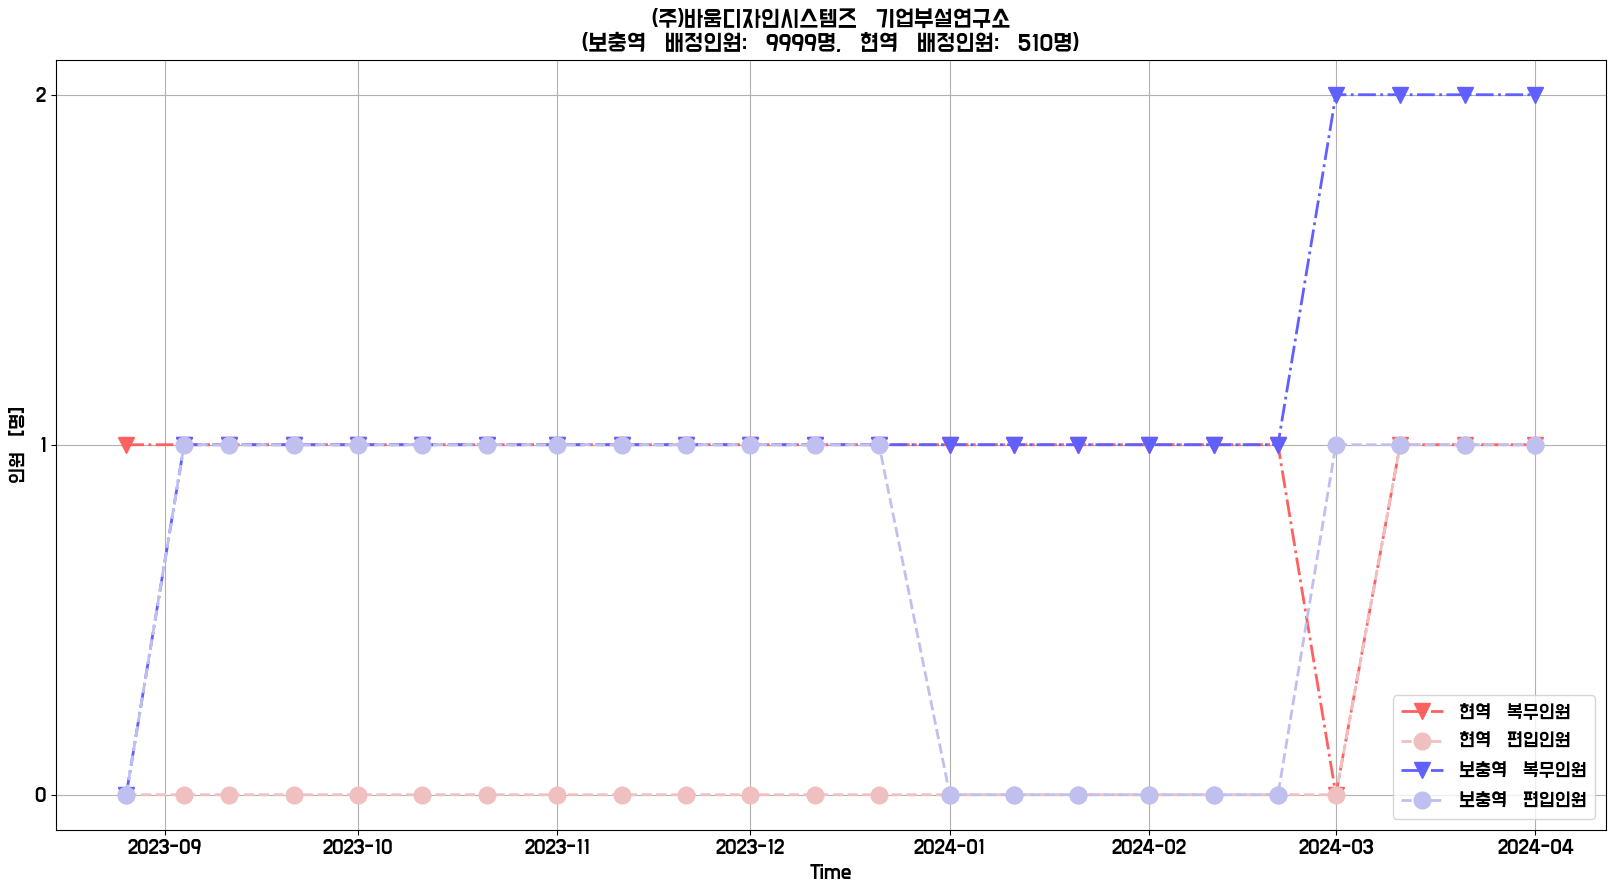 (주)바움디자인시스템즈 기업부설연구소
(보충역 배정인원: 9999명, 현역 배정인원: 510명)
인원 [명]
2
1
0
2023-09 2023-10 2023-11 2023-12 2024-01 2024-02 2024-03 2024-04
Time
현역 복무인원
현역 편입인원
보충역 복무인원
보충역 편입인원